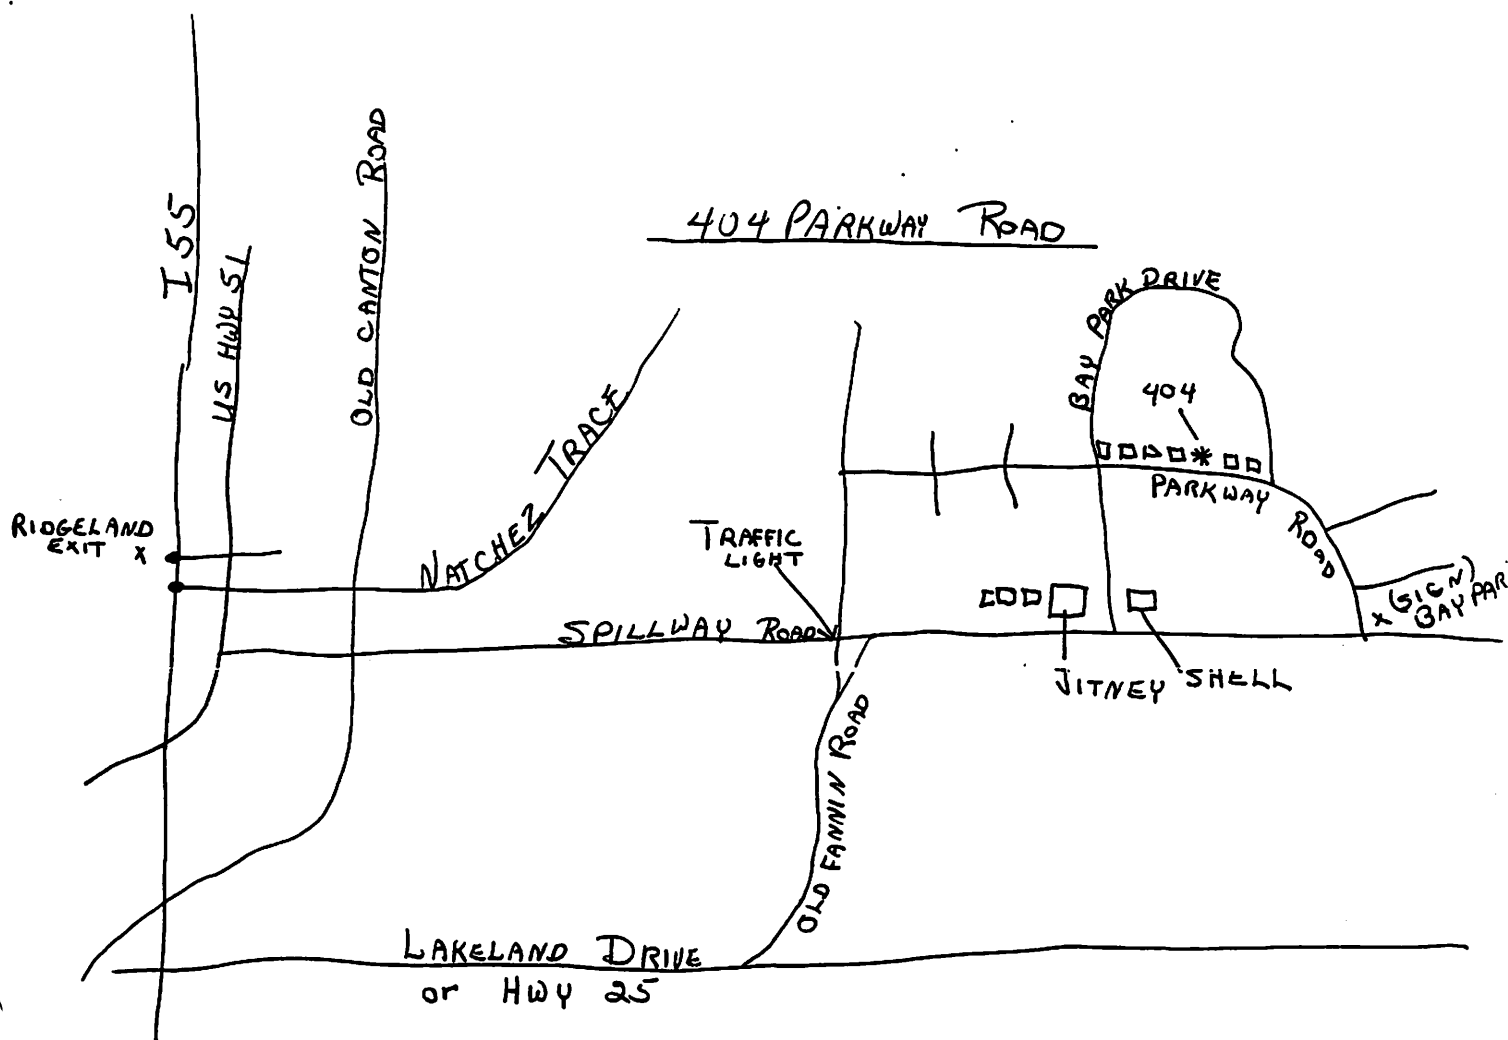 404 PARKWAY ROAD
I 55
US HWY 51
OLD CANTON ROAD
NATCHEZ TRACE
BAY PARK DRIVE
404
PARKWAY ROAD
RIDGELAND
EXIT X
TRAFFIC
LIGHT
SPILLWAY ROAD
X (SIGN)
BAY PAR
JITNEY
SHELL
OLD FANNIN ROAD
LAKELAND DRIVE
or HWY 25